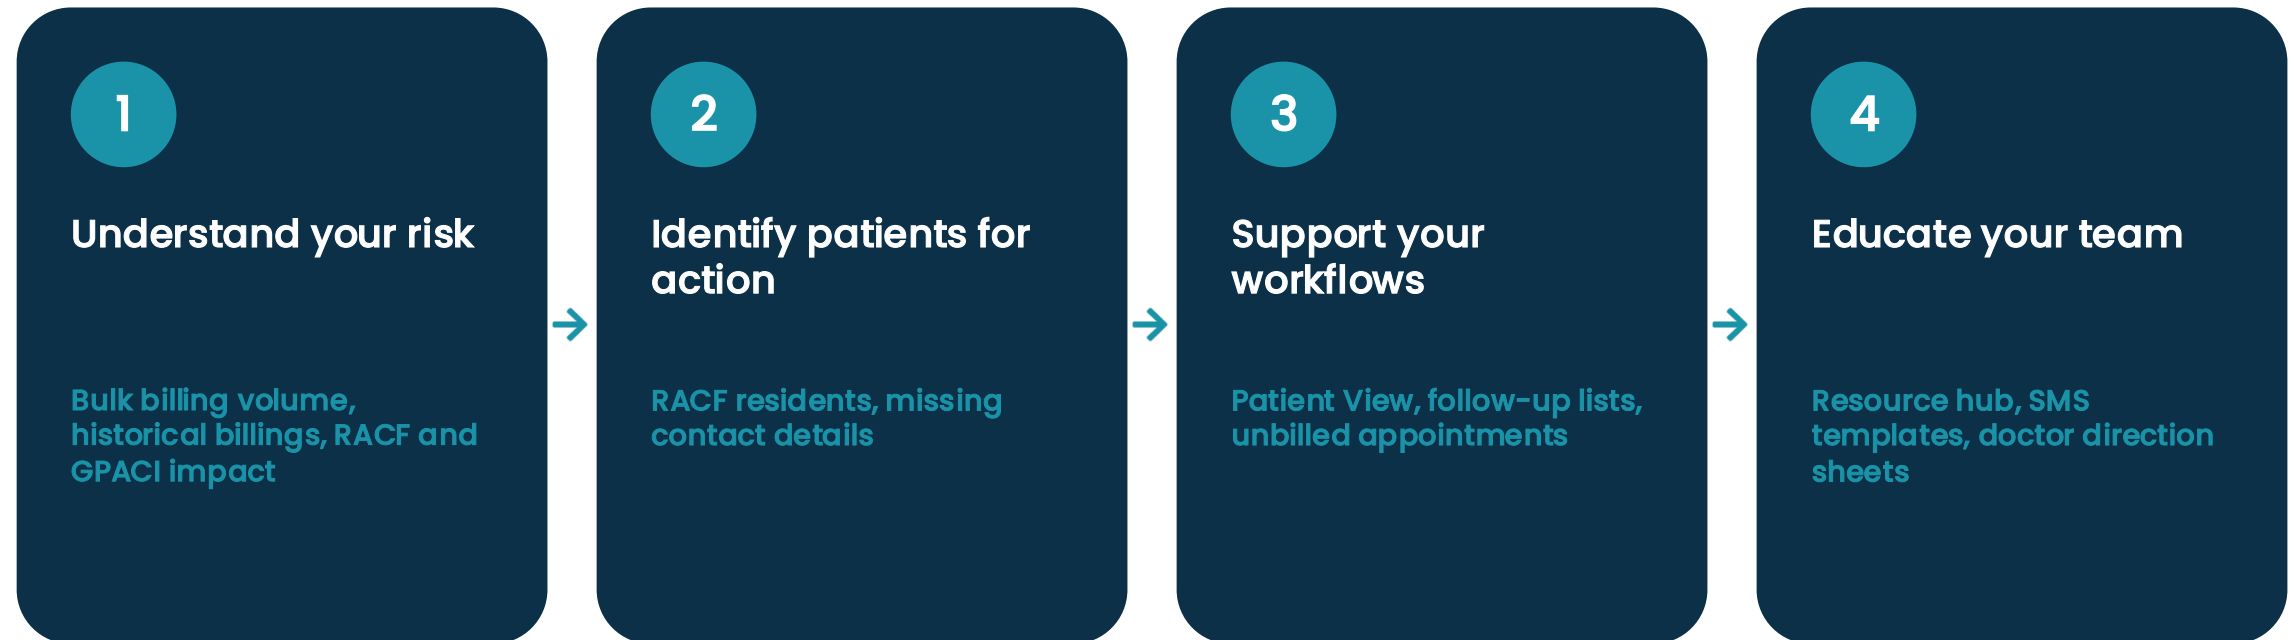 1
Understand your risk
Bulk billing volume,
historical billings, RACF and
GPACI impact
2
Identify patients for
action
RACF residents, missing
contact details
3
Support your
workflows
Patient View, follow-up lists,
unbilled appointments
4
Educate your team
Resource hub, SMS
templates, doctor direction
sheets